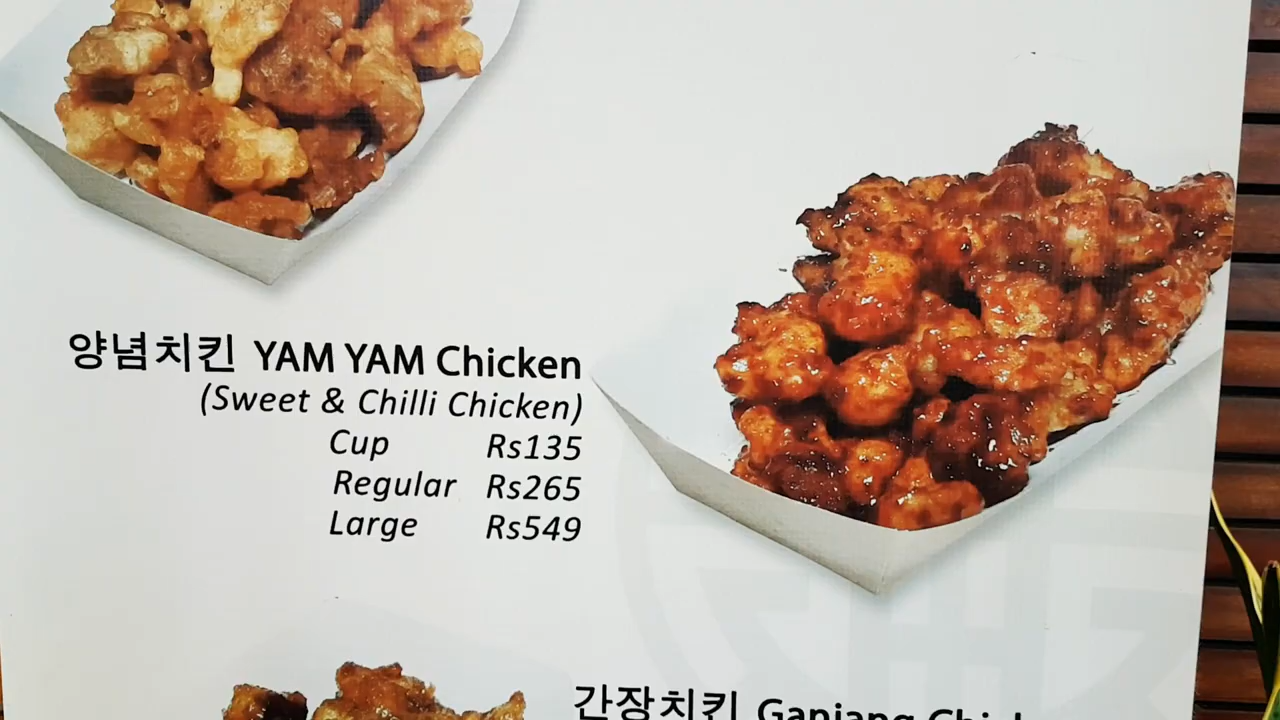 양념치킨 YAM YAM Chicken
(Sweet & Chilli Chicken)
Cup Rs135
Regular Rs265
Large Rs549
간장치킨 Ganjang